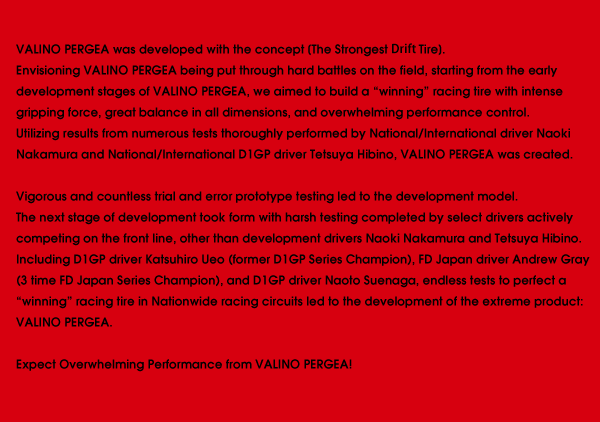 VALINO PERGEA was developed with the concept (The Strongest Drift Tire).
Envisioning VALINO PERGEA being put through hard battles on the field, starting from the early
development stages of VALINO PERGEA, we aimed to build a “winning” racing tire with intense
gripping force, great balance in all dimensions, and overwhelming performance control.
Utilizing results from numerous tests thoroughly performed by National/International driver Naoki
Nakamura and National/International D1GP driver Tetsuya Hibino, VALINO PERGEA was created.
Vigorous and countless trial and error prototype testing led to the development model.
The next stage of development took form with harsh testing completed by select drivers actively
competing on the front line, other than development drivers Naoki Nakamura and Tetsuya Hibino.
Including D1GP driver Katsuhiro Ueo (former D1GP Series Champion), FD Japan driver Andrew Gray
(3 time FD Japan Series Champion), and D1GP driver Naoto Suenaga, endless tests to perfect a
“winning” racing tire in Nationwide racing circuits led to the development of the extreme product:
VALINO PERGEA.
Expect Overwhelming Performance from VALINO PERGEA!